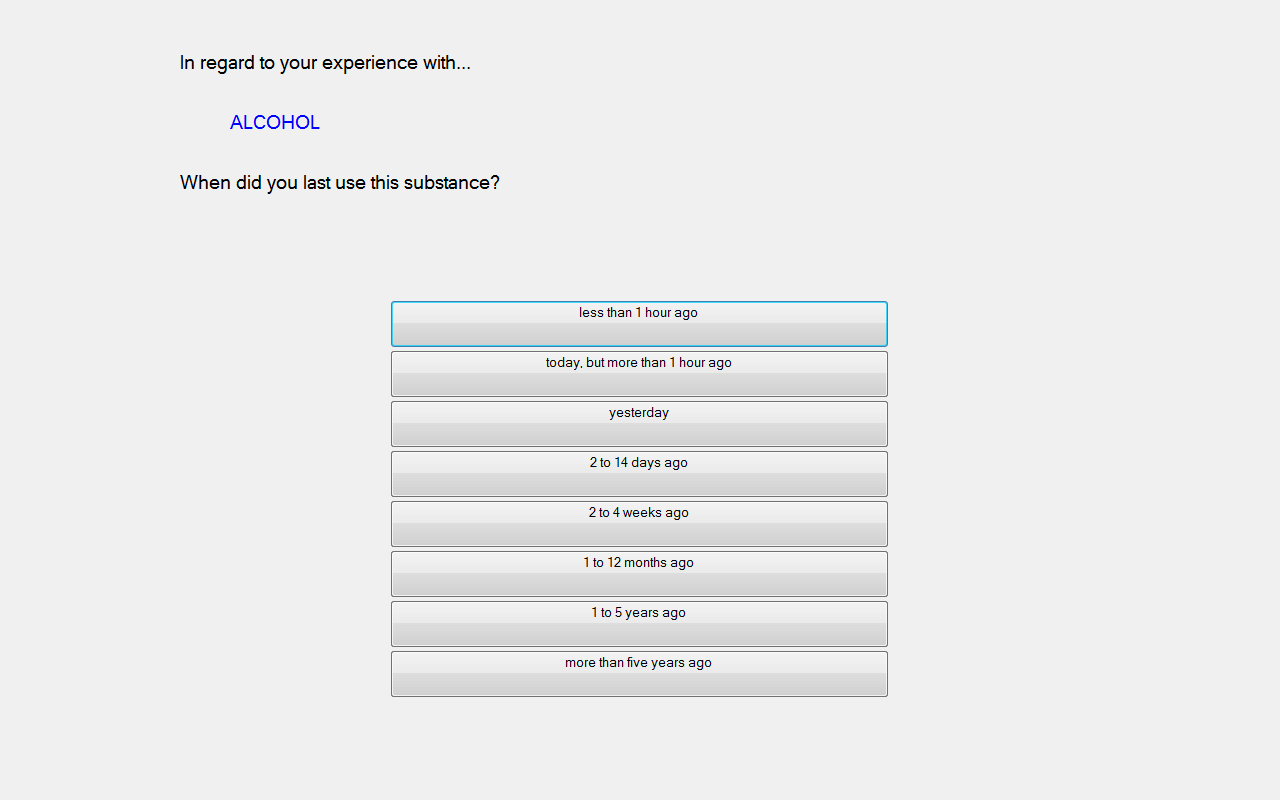 In regard to your experience with...
ALCOHOL
When did you last use this substance?
less than 1 hour ago
today, but more than 1 hour ago
yesterday
2 to 14 days ago
2 to 4 weeks ago
1 to 12 months ago
1 to 5 years ago
more than five years ago